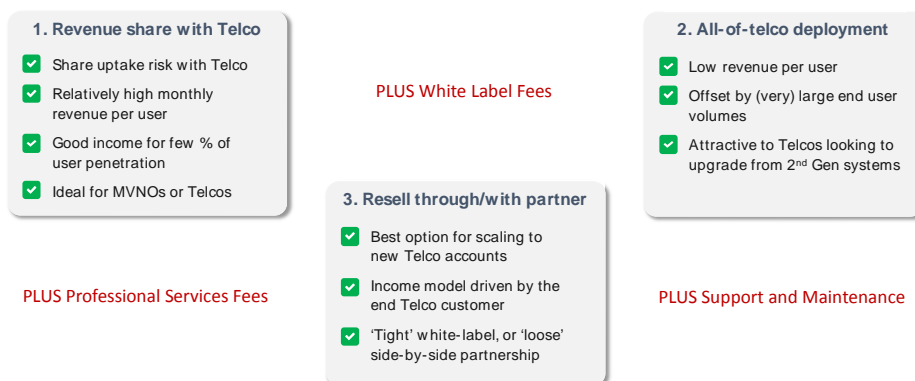 1. Revenue share with Telco
Share uptake risk with Telco
Relatively high monthly
revenue per user
Good income for few % of
user penetration
Ideal for MVNOs or Telcos
PLUS White Label Fees
2. All-of-telco deployment
Low revenue per user
Offset by (very) large end user
volumes
Attractive to Telcos looking to
upgrade from 2nd Gen systems
3. Resell through/with partner
Best option for scaling to
new Telco accounts
Income model driven by the
end Telco customer
‘Tight’ white-label, or ‘loose’
side-by-side partnership
PLUS Professional Services Fees
PLUS Support and Maintenance